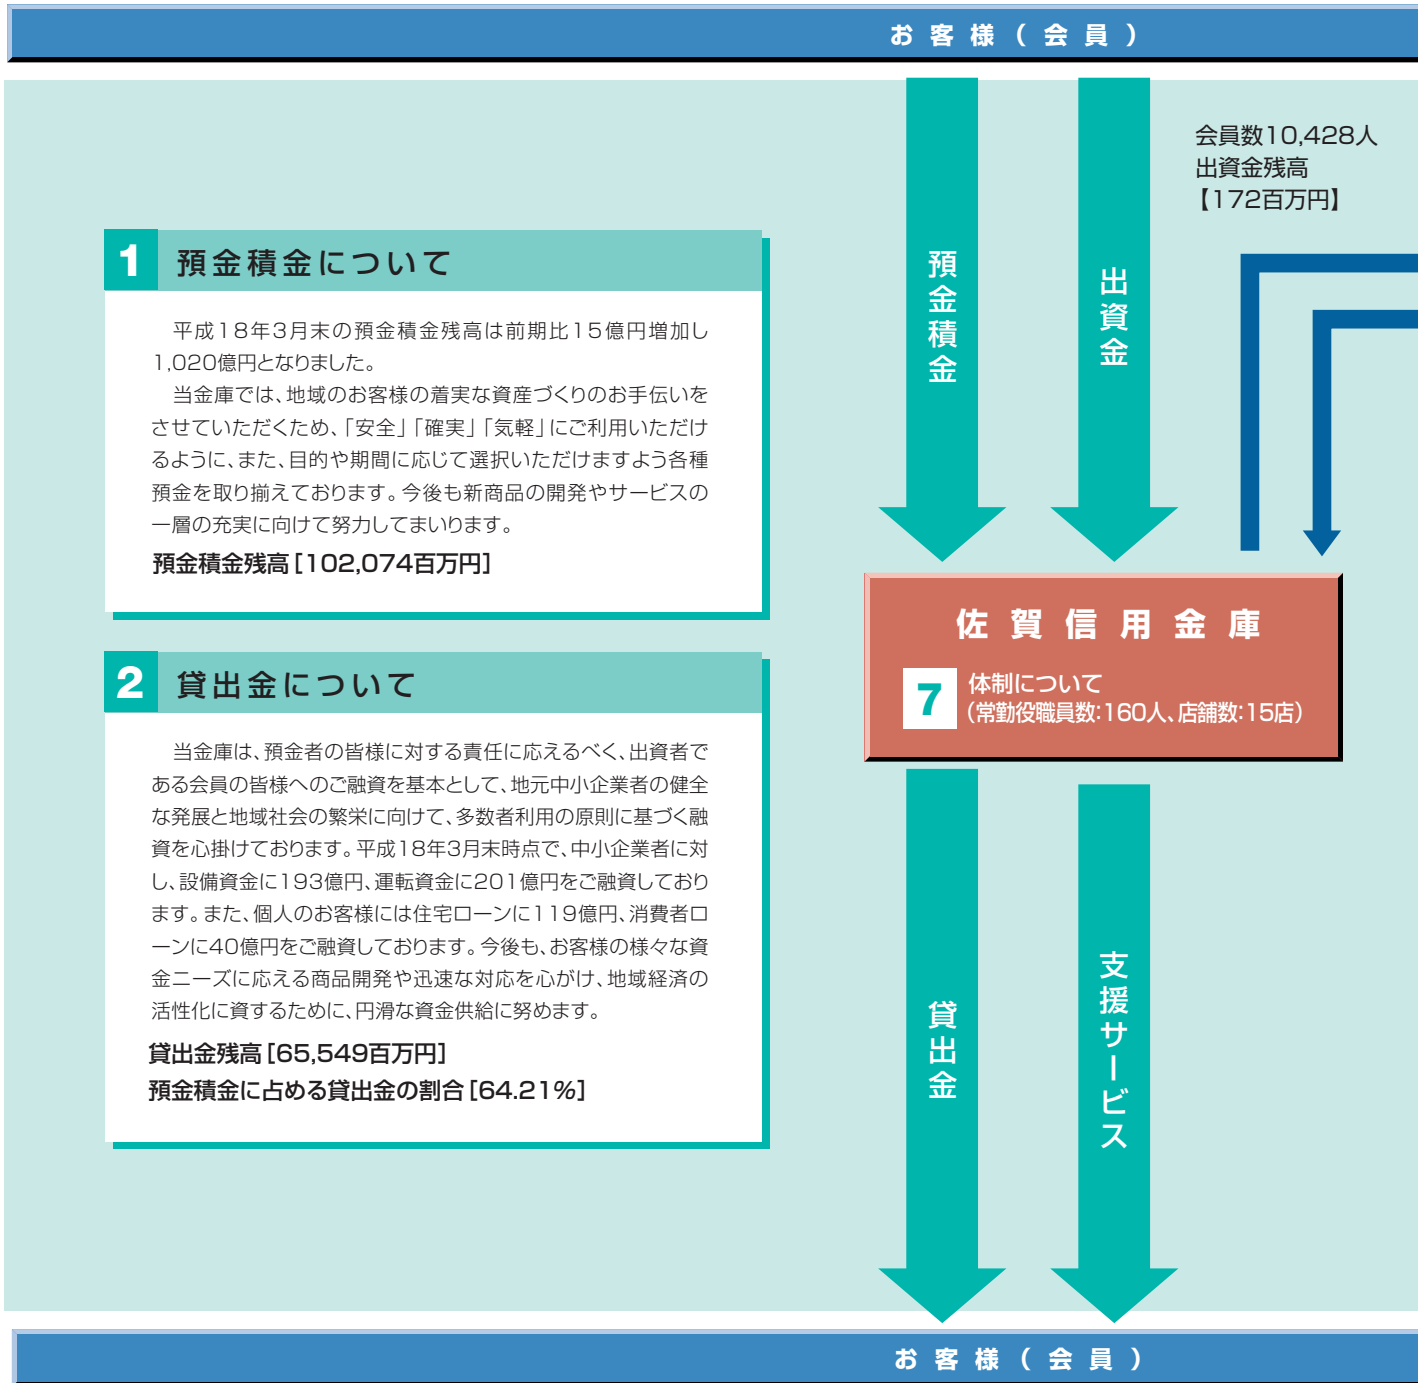 お客様（会員）
会員数10,428人
出資金残高
【172百万円】
1 預金積金について
平成18年3月末の預金積金残高は前期比15億円増加し
1,020億円となりました。
当金庫では、地域のお客様の着実な資産づくりのお手伝いを
させていただくため、「安全」「確実」「気軽」にご利用いただけ
るように、また、目的や期間に応じて選択いただけますよう各種
預金を取り揃えております。今後も新商品の開発やサービスの
一層の充実に向けて努力してまいります。
預金積金残高［102,074百万円］
2 貸出金について
当金庫は、預金者の皆様に対する責任に応えるべく、出資者で
ある会員の皆様へのご融資を基本として、地元中小企業者の健全
な発展と地域社会の繁栄に向けて、多数者利用の原則に基づく融
資を心掛けております。平成18年3月末時点で、中小企業者に対
し、設備資金に193億円、運転資金に201億円をご融資しており
ます。また、個人のお客様には住宅ローンに119億円、消費者ロ
ーンに40億円をご融資しております。今後も、お客様の様々な資
金ニーズに応える商品開発や迅速な対応を心がけ、地域経済の
活性化に資するために、円滑な資金供給に努めます。
貸出金残高［65,549百万円］
預金積金に占める貸出金の割合［64.21%］
預金積金
出資金
佐賀信用金庫
7 体制について
（常勤役職員数:160人、店舗数:15店）
貸出金
支援サービス
お客様（会員）